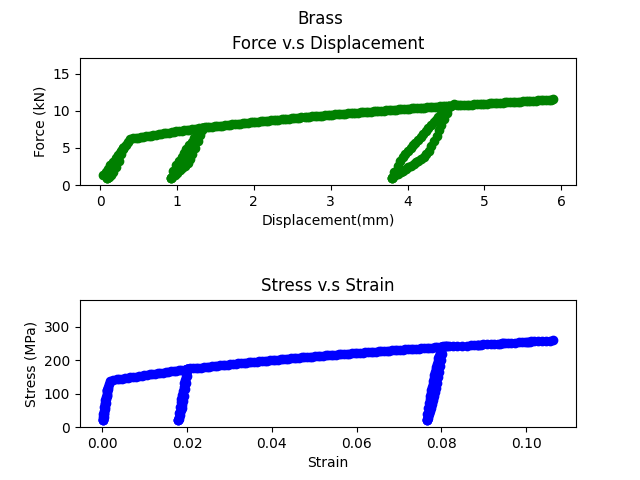 Brass
Force v.s Displacement
15
10
5
0
Force (kN)
0 1 2 3 4 5 6
Displacement(mm)
Stress v.s Strain
300
200
100
0
Stress (MPa)
0.00 0.02 0.04 0.06 0.08 0.10
Strain